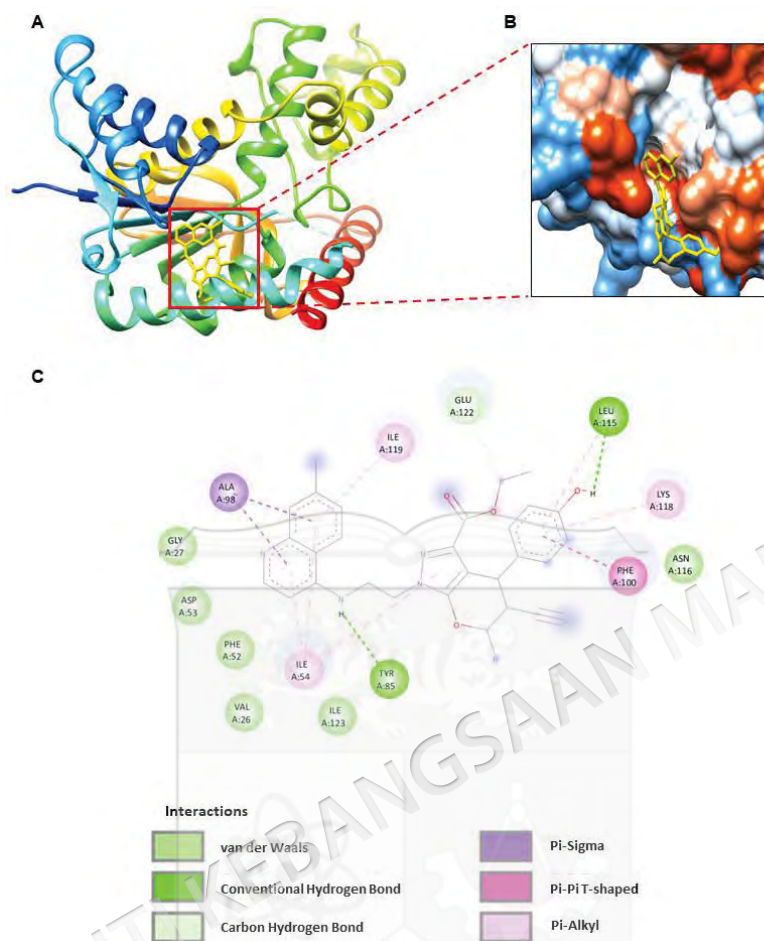 A
B
C
GLU
A:122
LEU
A:115
ILE
A:119
ALA
A:98
LYS
A:118
GLY
A:27
ASN
A:116
PHE
A:100
ASP
A:53
PHE
A:52
ILE
A:54
TYR
A:85
VAL
A:26
ILE
A:123
O
O
O
H
N
N
N
H
O
Interactions
van der Waals
Conventional Hydrogen Bond
Carbon Hydrogen Bond
Pi-Sigma
Pi-Pi T-shaped
Pi-Alkyl
KEBANGSAAN